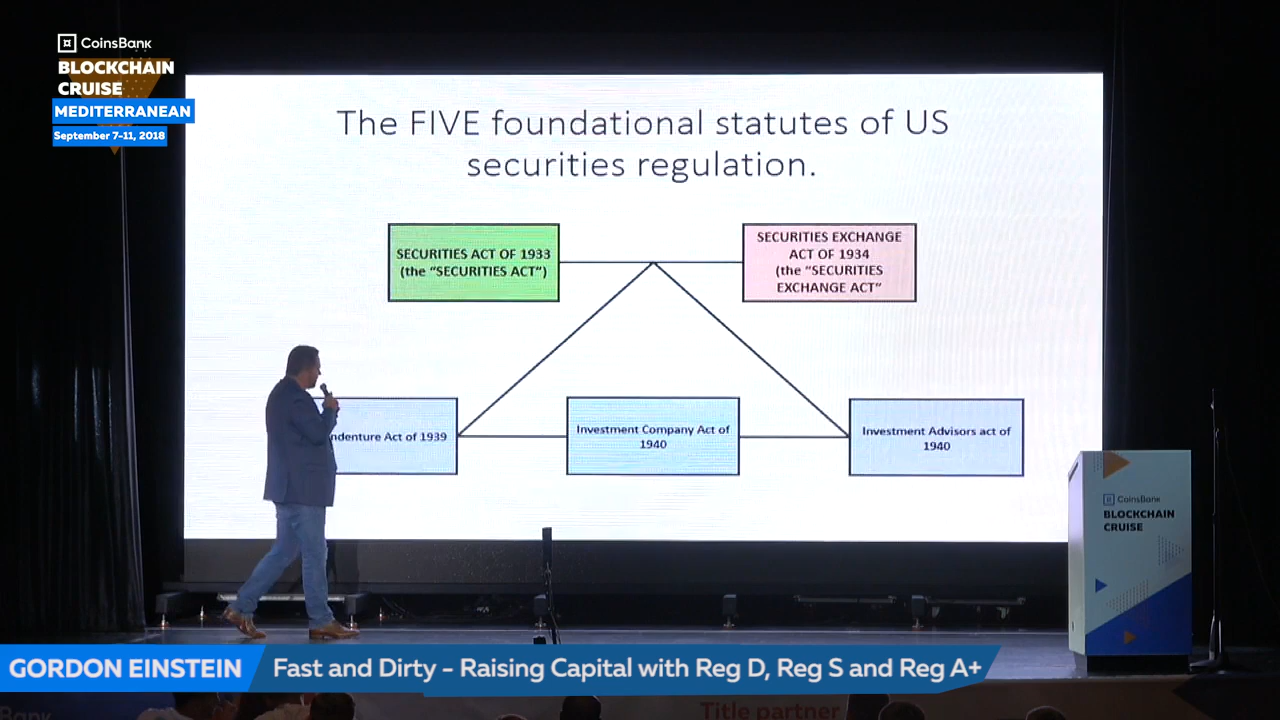 CoinsBank
BLOCKCHAIN
CRUISE
MEDITERRANEAN
September 7-11, 2018
The FIVE foundational statutes of US
securities regulation.
SECURITIES ACT OF 1933
(the “SECURITIES ACT”)
SECURITIES EXCHANGE
ACT OF 1934
(the “SECURITIES
EXCHANGE ACT”
ndenture Act of 1939
Investment Company Act of
1940
Investment Advisors act of
1940
CoinsBank
BLOCKCHAIN
CRUISE
GORDON EINSTEIN
Fast and Dirty - Raising Capital with Reg D, Reg S and Reg A+
Bank
Title partner